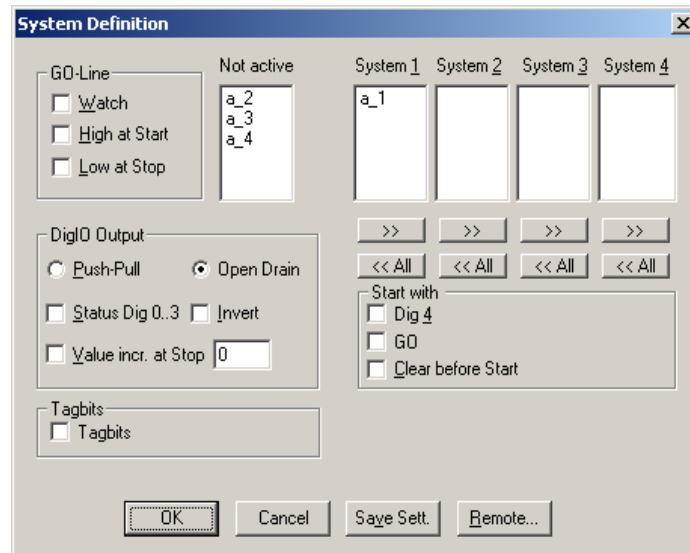 System Definition
GO-Line
Watch
High at Start
Low at Stop
Not active
a_2
a_3
a_4
System 1 System 2 System 3 System 4
a_1
>> >> >> >>
<< All << All << All << All
DigIO Output
Push-Pull Open Drain
Status Dig 0..3 Invert
Value incr. at Stop 0
Start with
Dig 4
GO
Clear before Start
Tagbits
Tagbits
OK Cancel Save Sett. Remote...